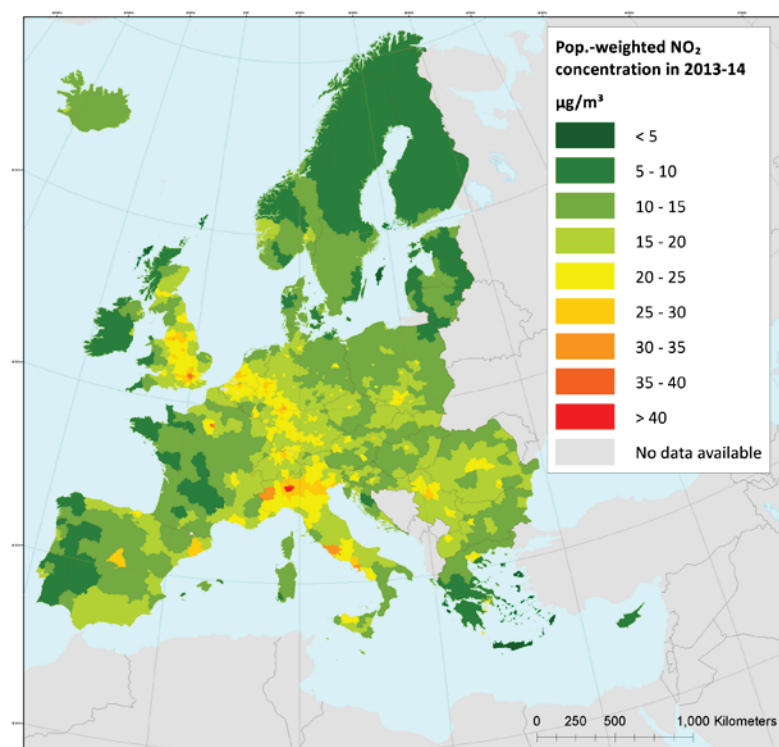 Pop.-weighted NO₂
concentration in 2013-14
µg/m³
< 5
5 - 10
10 - 15
15 - 20
20 - 25
25 - 30
30 - 35
35 - 40
> 40
No data available
0 250 500 1,000 Kilometers